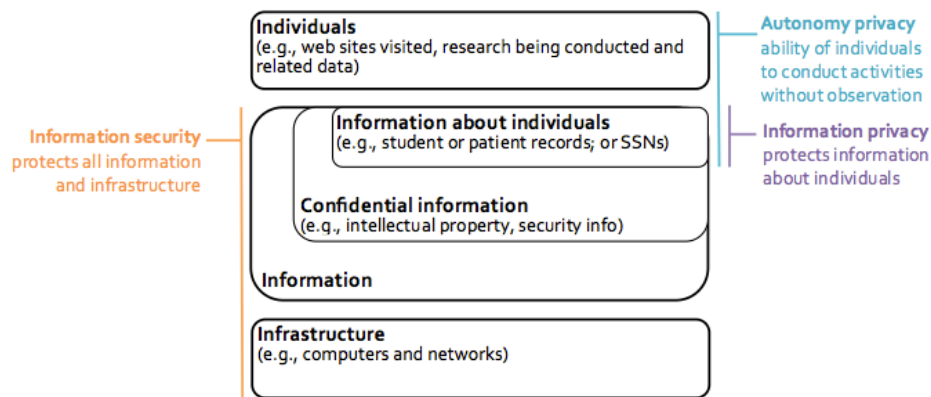 Individuals
(e.g., web sites visited, research being conducted and
related data)
Autonomy privacy
ability of individuals
to conduct activities
without observation
Information security
protects all information
and infrastructure
Information about individuals
(e.g., student or patient records; or SSNs)
Information privacy
protects information
about individuals
Confidential information
(e.g., intellectual property, security info)
Information
Infrastructure
(e.g., computers and networks)